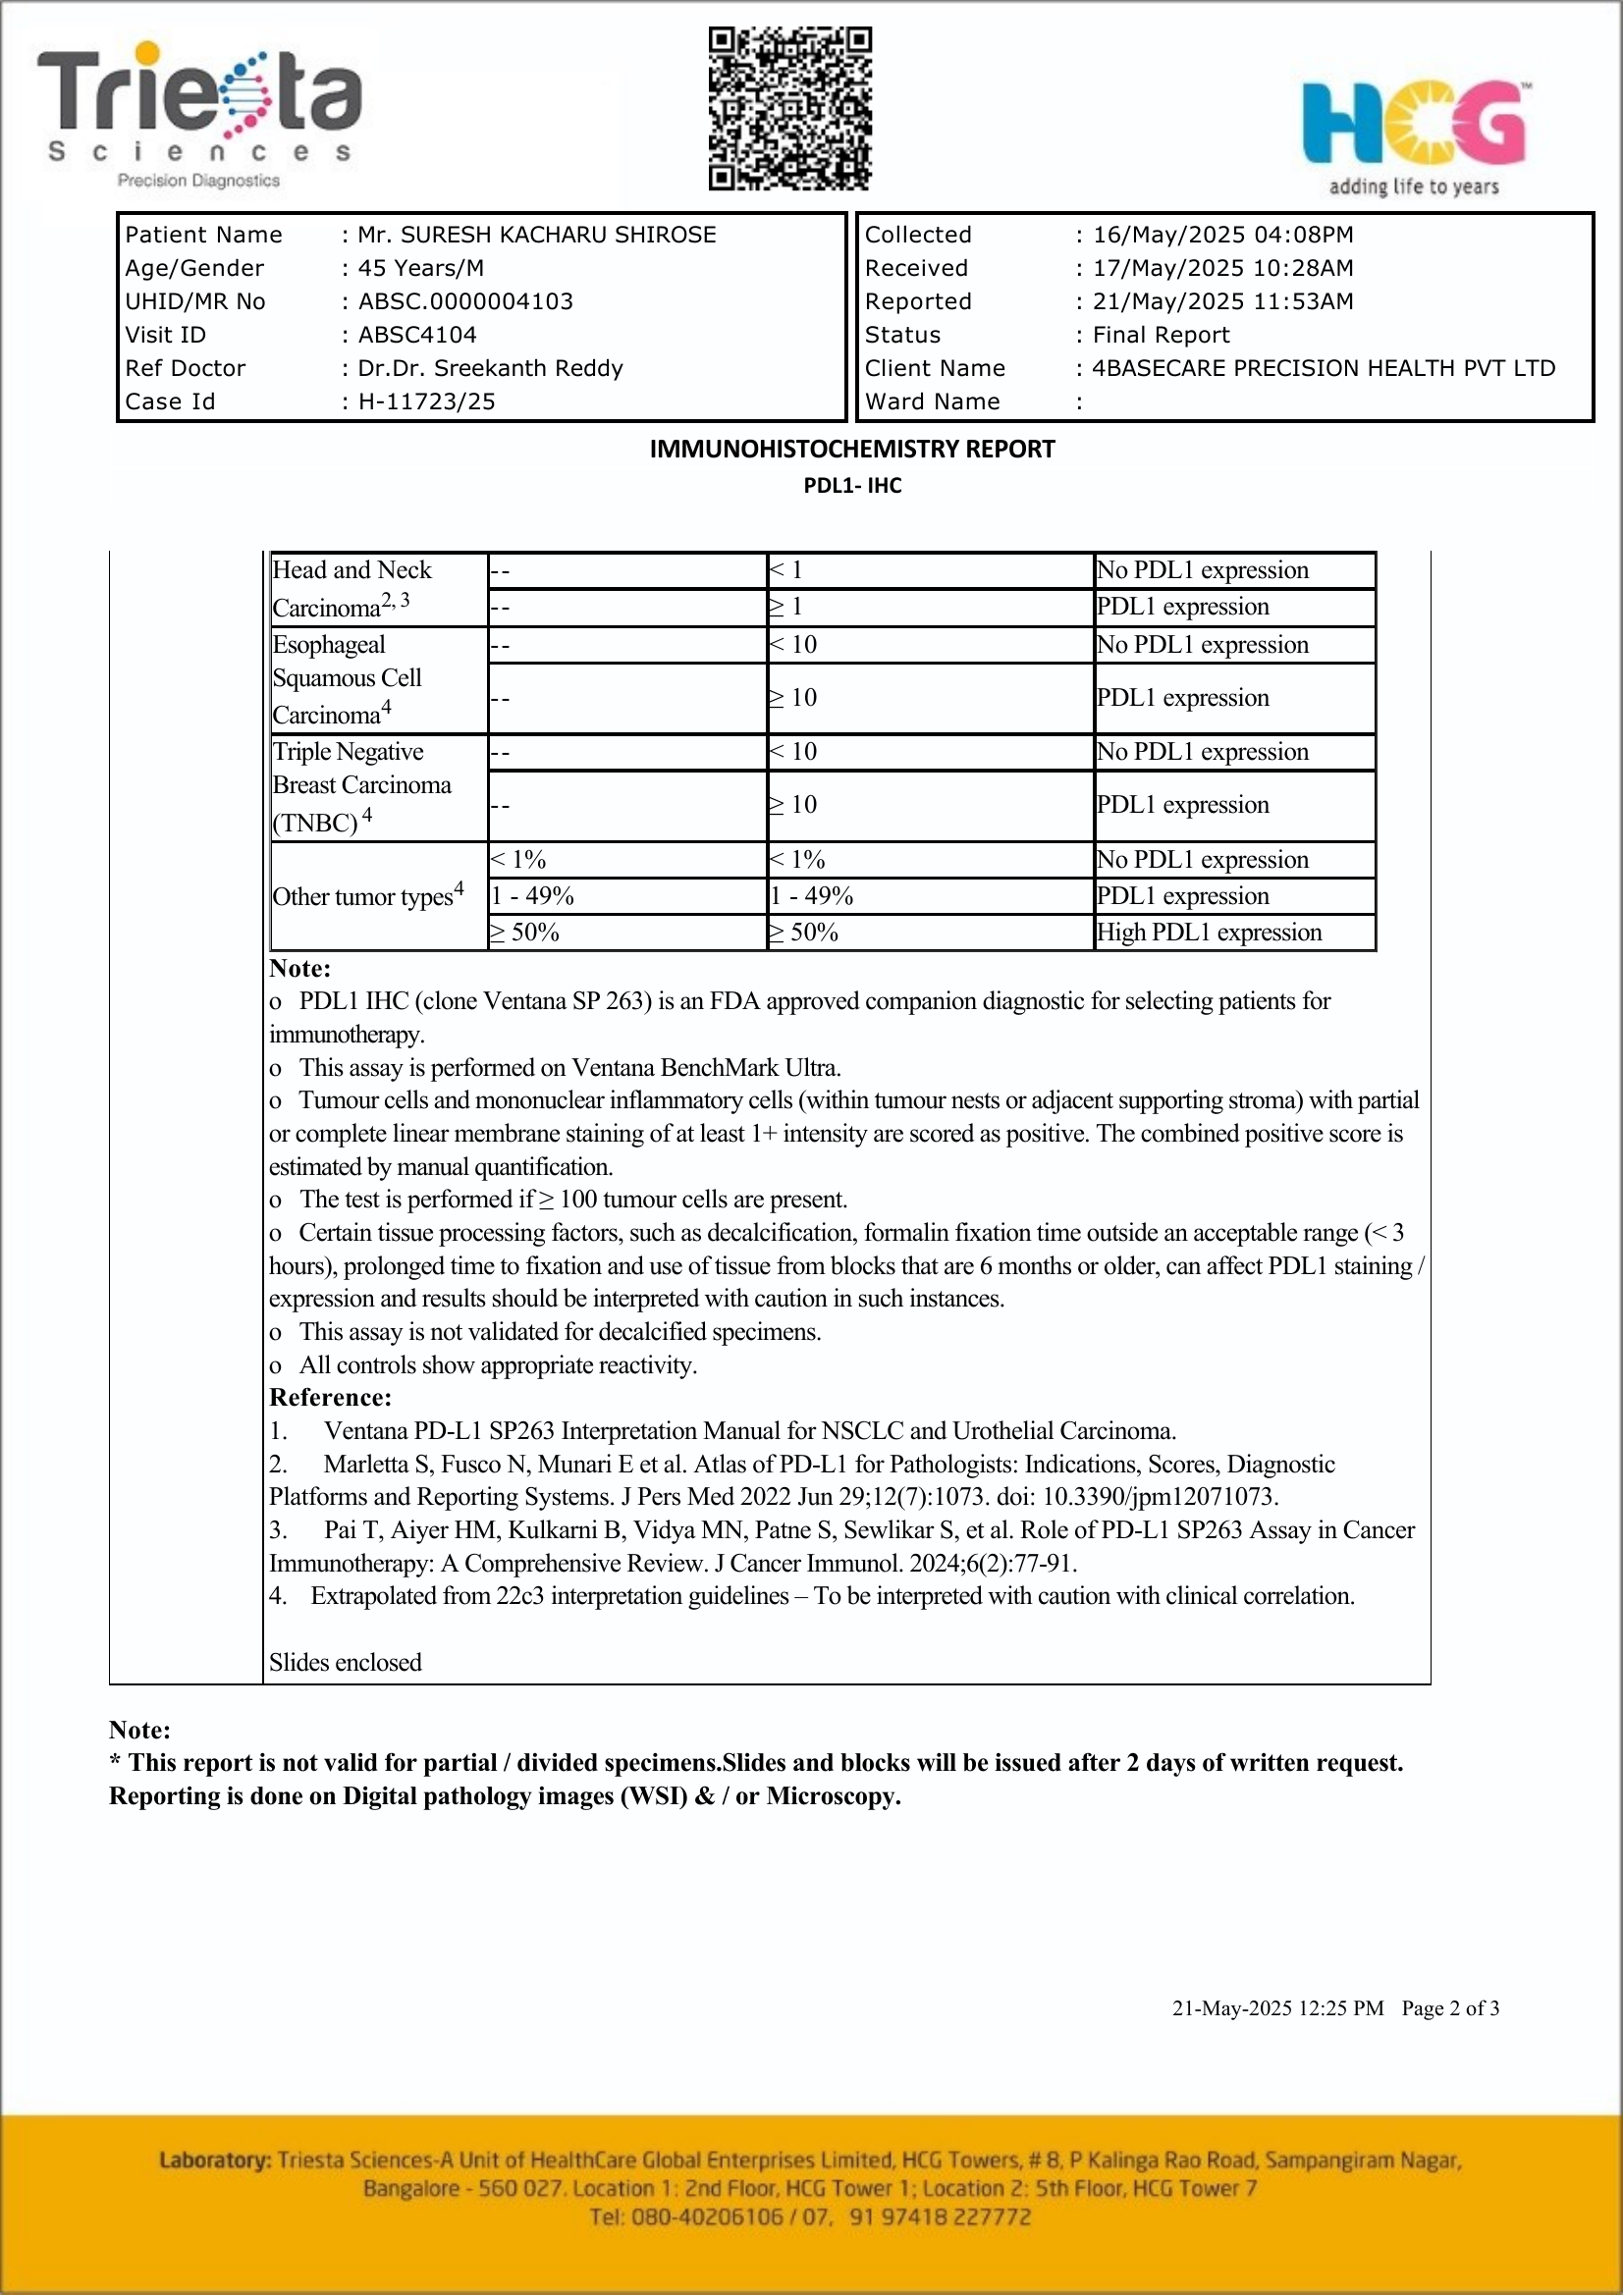 Triesta
Sciences
Precision Diagnostics
HCG™
adding life to years
Patient Name : Mr. SURESH KACHARU SHIROSE
Age/Gender : 45 Years/M
UHID/MR No : ABSC.0000004103
Visit ID : ABSC4104
Ref Doctor : Dr.Dr. Sreekanth Reddy
Case Id : H-11723/25
Collected : 16/May/2025 04:08PM
Received : 17/May/2025 10:28AM
Reported : 21/May/2025 11:53AM
Status : Final Report
Client Name : 4BASECARE PRECISION HEALTH PVT LTD
Ward Name :
IMMUNOHISTOCHEMISTRY REPORT
PDL1- IHC
Head and Neck Carcinoma2, 3 -- < 1 No PDL1 expression
-- ≥ 1 PDL1 expression
Esophageal Squamous Cell Carcinoma4 -- < 10 No PDL1 expression
-- ≥ 10 PDL1 expression
Triple Negative Breast Carcinoma (TNBC) 4 -- < 10 No PDL1 expression
-- ≥ 10 PDL1 expression
Other tumor types4 < 1% < 1% No PDL1 expression
1 - 49% 1 - 49% PDL1 expression
≥ 50% ≥ 50% High PDL1 expression
Note:
o PDL1 IHC (clone Ventana SP 263) is an FDA approved companion diagnostic for selecting patients for
immunotherapy.
o This assay is performed on Ventana BenchMark Ultra.
o Tumour cells and mononuclear inflammatory cells (within tumour nests or adjacent supporting stroma) with partial
or complete linear membrane staining of at least 1+ intensity are scored as positive. The combined positive score is
estimated by manual quantification.
o The test is performed if ≥ 100 tumour cells are present.
o Certain tissue processing factors, such as decalcification, formalin fixation time outside an acceptable range (< 3
hours), prolonged time to fixation and use of tissue from blocks that are 6 months or older, can affect PDL1 staining /
expression and results should be interpreted with caution in such instances.
o This assay is not validated for decalcified specimens.
o All controls show appropriate reactivity.
Reference:
1. Ventana PD-L1 SP263 Interpretation Manual for NSCLC and Urothelial Carcinoma.
2. Marletta S, Fusco N, Munari E et al. Atlas of PD-L1 for Pathologists: Indications, Scores, Diagnostic
Platforms and Reporting Systems. J Pers Med 2022 Jun 29;12(7):1073. doi: 10.3390/jpm12071073.
3. Pai T, Aiyer HM, Kulkarni B, Vidya MN, Patne S, Sewlikar S, et al. Role of PD-L1 SP263 Assay in Cancer
Immunotherapy: A Comprehensive Review. J Cancer Immunol. 2024;6(2):77-91.
4. Extrapolated from 22c3 interpretation guidelines – To be interpreted with caution with clinical correlation.
Slides enclosed
Note:
* This report is not valid for partial / divided specimens.Slides and blocks will be issued after 2 days of written request.
Reporting is done on Digital pathology images (WSI) & / or Microscopy.
21-May-2025 12:25 PM Page 2 of 3
Laboratory: Triesta Sciences-A Unit of HealthCare Global Enterprises Limited, HCG Towers, # 8, P Kalinga Rao Road, Sampangiram Nagar,
Bangalore - 560 027. Location 1: 2nd Floor, HCG Tower 1; Location 2: 5th Floor, HCG Tower 7
Tel: 080-40206106 / 07, 91 97418 227772